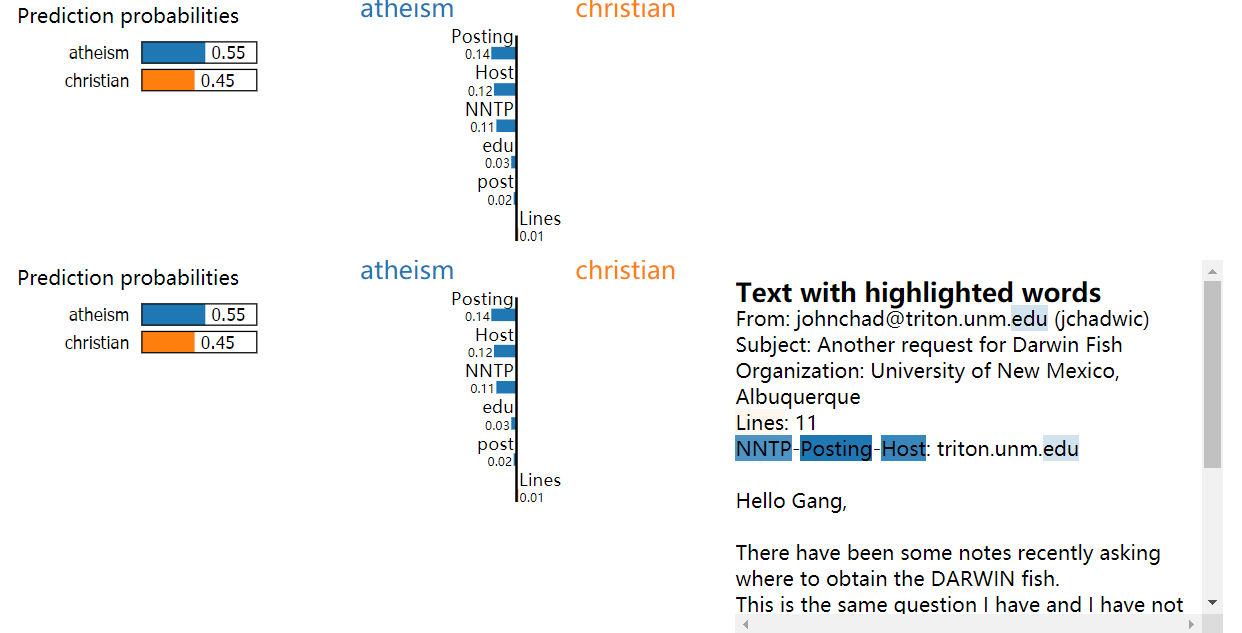 Prediction probabilities
atheism 0.55
christian 0.45
atheism christian
Posting
0.14
Host
0.12
NNTP
0.11
edu
0.03
post
0.02
Lines
0.01
Prediction probabilities
atheism 0.55
christian 0.45
atheism christian
Posting
0.14
Host
0.12
NNTP
0.11
edu
0.03
post
0.02
Lines
0.01
Text with highlighted words
From: johnchad@triton.unm.edu (jchadwic)
Subject: Another request for Darwin Fish
Organization: University of New Mexico,
Albuquerque
Lines: 11
NNTP-Posting-Host: triton.unm.edu
Hello Gang,
There have been some notes recently asking
where to obtain the DARWIN fish.
This is the same question I have and I have not